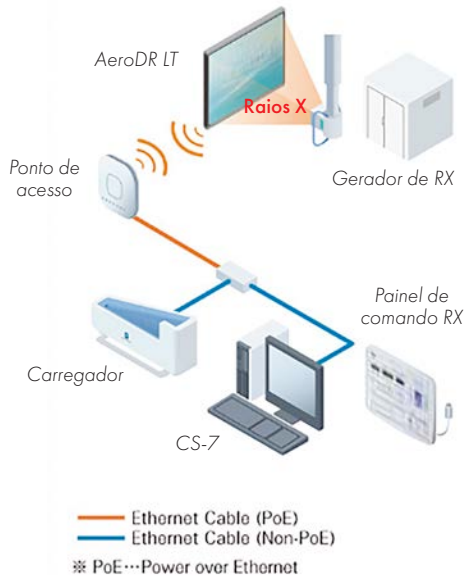 AeroDR LT
Raios X
Ponto de
acesso
Gerador de RX
Painel de
comando RX
Carregador
CS-7
Ethernet Cable (PoE)
Ethernet Cable (Non-PoE)
※ PoE⋯Power over Ethernet